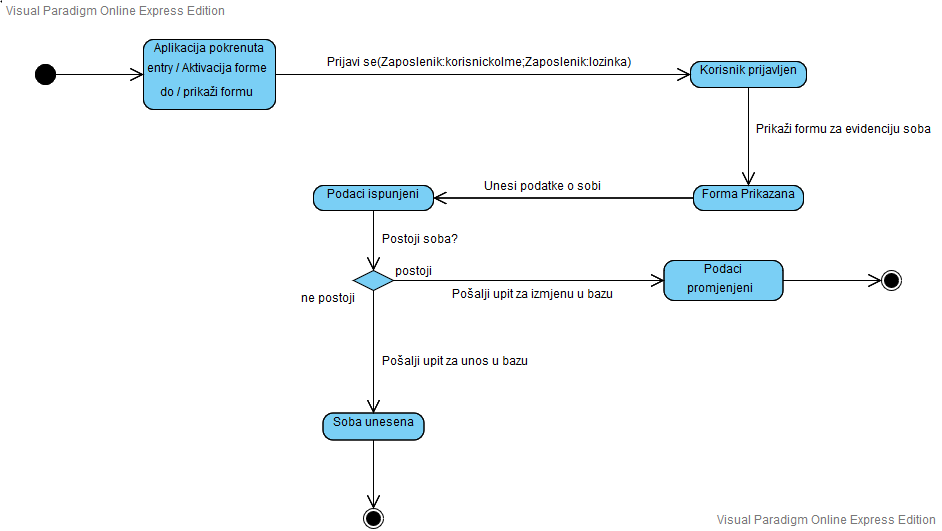 Visual Paradigm Online Express Edition
Aplikacija pokrenuta
entry / Aktivacija forme
do / prikaži formu
Prijavi se(Zaposlenik:korisnickoIme;Zaposlenik:lozinka)
Korisnik prijavljen
Prikaži formu za evidenciju soba
Forma Prikazana
Unesi podatke o sobi
Podaci ispunjeni
Postoji soba?
postoji
ne postoji
Pošalji upit za izmjenu u bazu
Podaci
promjenjeni
Pošalji upit za unos u bazu
Soba unesena
Visual Paradigm Online Express Edition